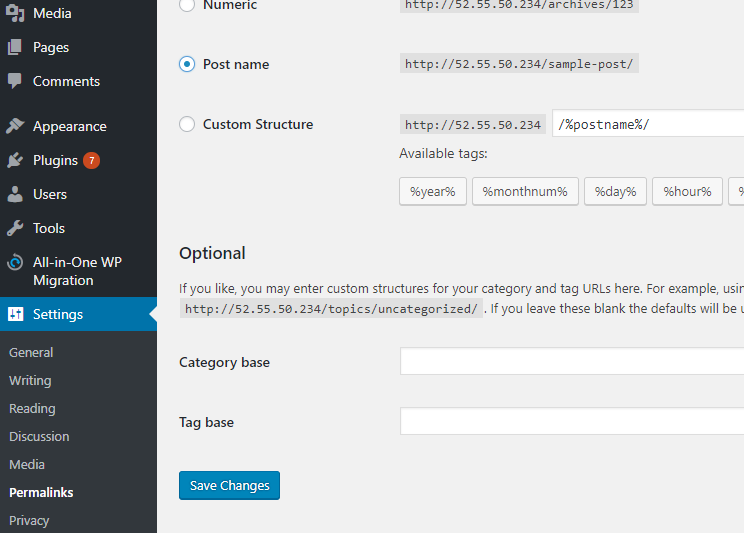 Media
Pages
Comments
Appearance
Plugins 7
Users
Tools
All-in-One WP
Migration
Settings
General
Writing
Reading
Discussion
Media
Permalinks
Privacy
Numeric http://52.55.50.234/archives/123
Post name http://52.55.50.234/sample-post/
Custom Structure http://52.55.50.234 /%postname%/
Available tags:
%year% %monthnum% %day% %hour%
Optional
If you like, you may enter custom structures for your category and tag URLs here. For example,
http://52.55.50.234/topics/uncategorized/ . If you leave these blank the defaults will be
Category base
Tag base
Save Changes